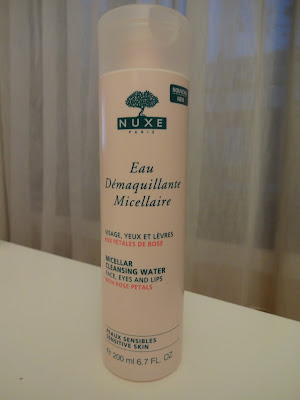 NOUVEAU
NEW
NUXE
PARIS
Eau
Démaquillante
Micellaire
VISAGE, YEUX ET LÈVRES
AUX PÉTALES DE ROSE
MICELLAR
CLEANSING WATER
FACE, EYES AND LIPS
WITH ROSE PETALS
PEAUX SENSIBLES
SENSITIVE SKIN
℮ 200 ml 6.7 FL. OZ